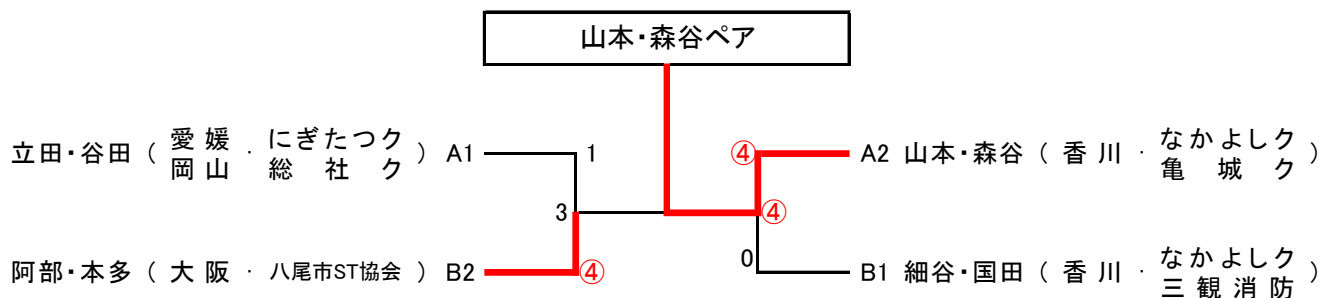 山本・森谷ペア
立田・谷田 ( 愛媛 ・ にぎたつク ) A1 1 ④ A2 山本・森谷 ( 香川 ・ なかよしク )
岡山 総社ク 亀城ク
3 ④
阿部・本多 ( 大阪 ・ 八尾市ST協会 ) B2 ④ 0 B1 細谷・国田 ( 香川 ・ なかよしク )
三観消防